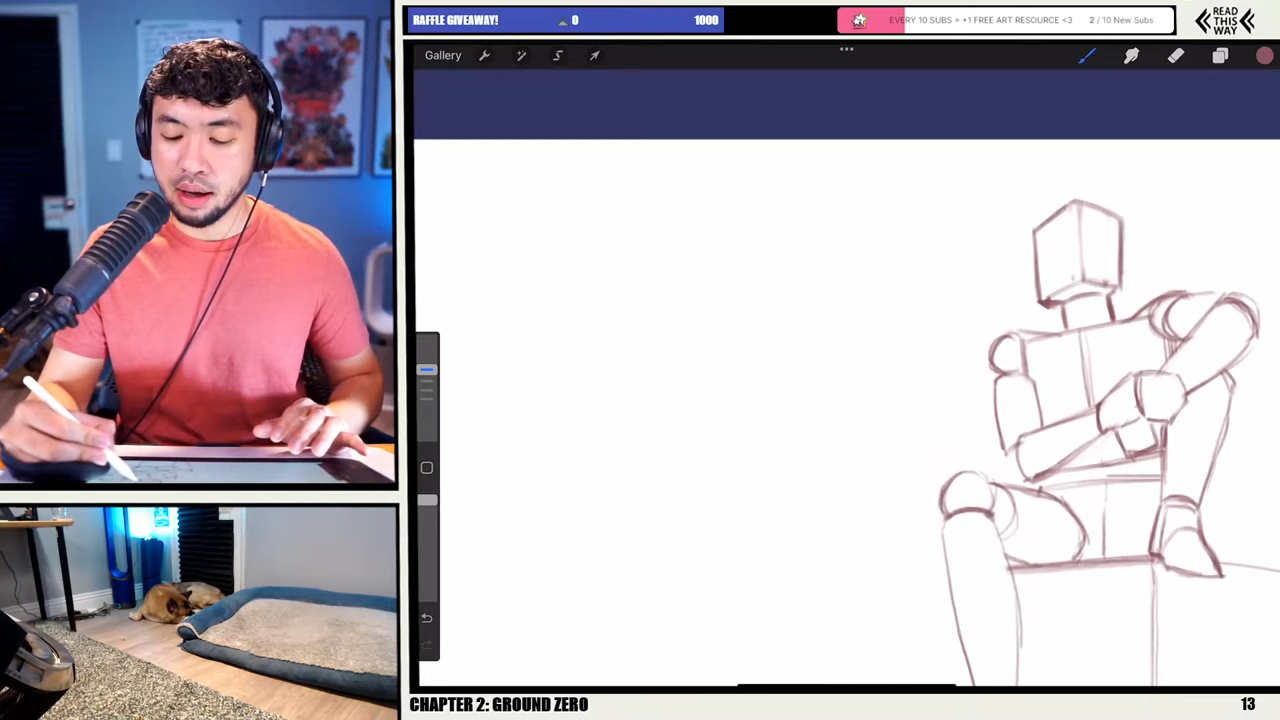 RAFFLE GIVEAWAY! 0 1000
EVERY 10 SUBS = +1 FREE ART RESOURCE <3 2 / 10 New Subs
READ
THIS
WAY
Gallery
CHAPTER 2: GROUND ZERO 13